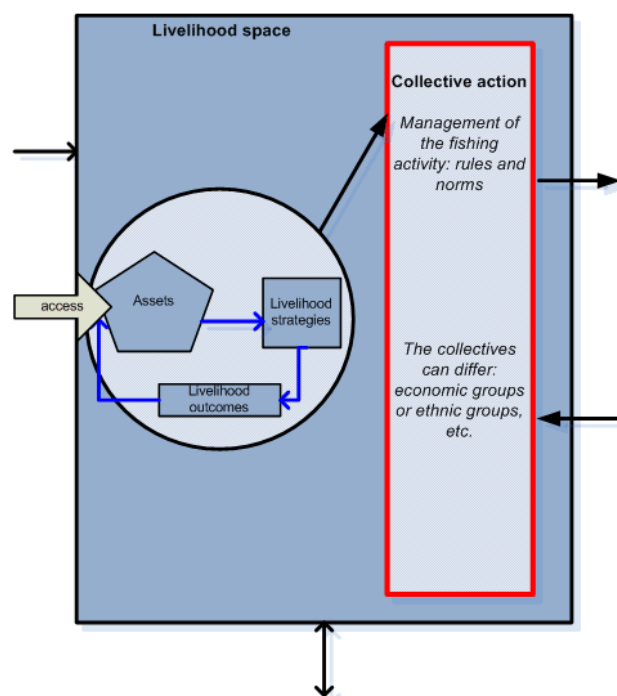 Livelihood space
Collective action
Management of
the fishing
activity: rules and
norms
access
Assets
Livelihood
strategies
Livelihood
outcomes
The collectives
can differ:
economic groups
or ethnic groups,
etc.